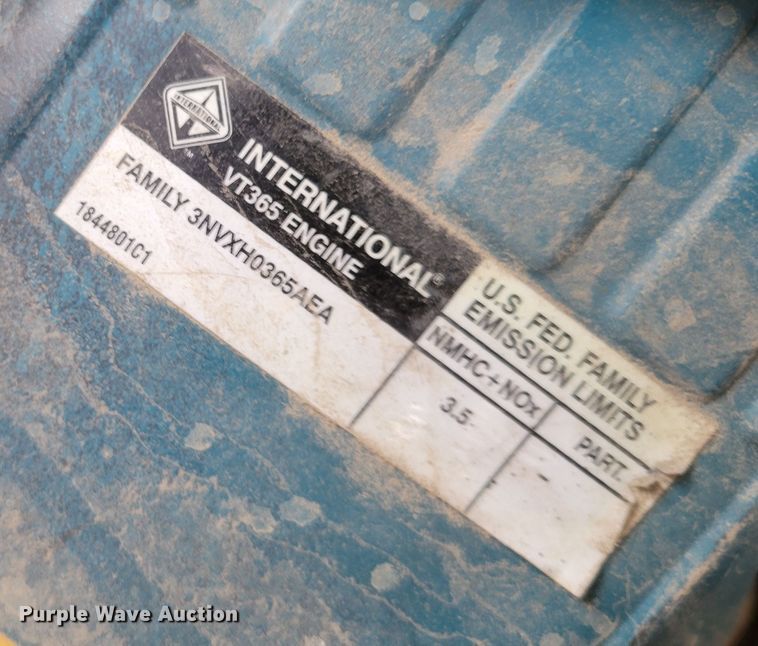 INTERNATIONAL
TM
INTERNATIONAL®
VT365 ENGINE
FAMILY 3NVXH0365AEA
1844801C1
U.S. FED. FAMILY
EMISSION LIMITS
NMHC+NOx PART.
3.5 -
Purple Wave Auction